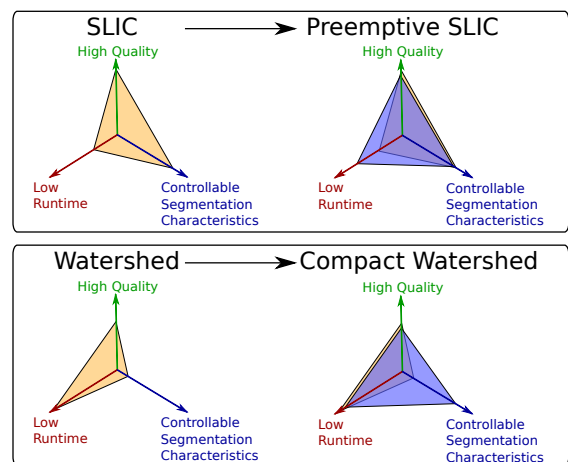 SLIC
Preemptive SLIC
High Quality
High Quality
Low
Runtime
Controllable
Segmentation
Characteristics
Low
Runtime
Controllable
Segmentation
Characteristics
Watershed
Compact Watershed
High Quality
High Quality
Low
Runtime
Controllable
Segmentation
Characteristics
Low
Runtime
Controllable
Segmentation
Characteristics